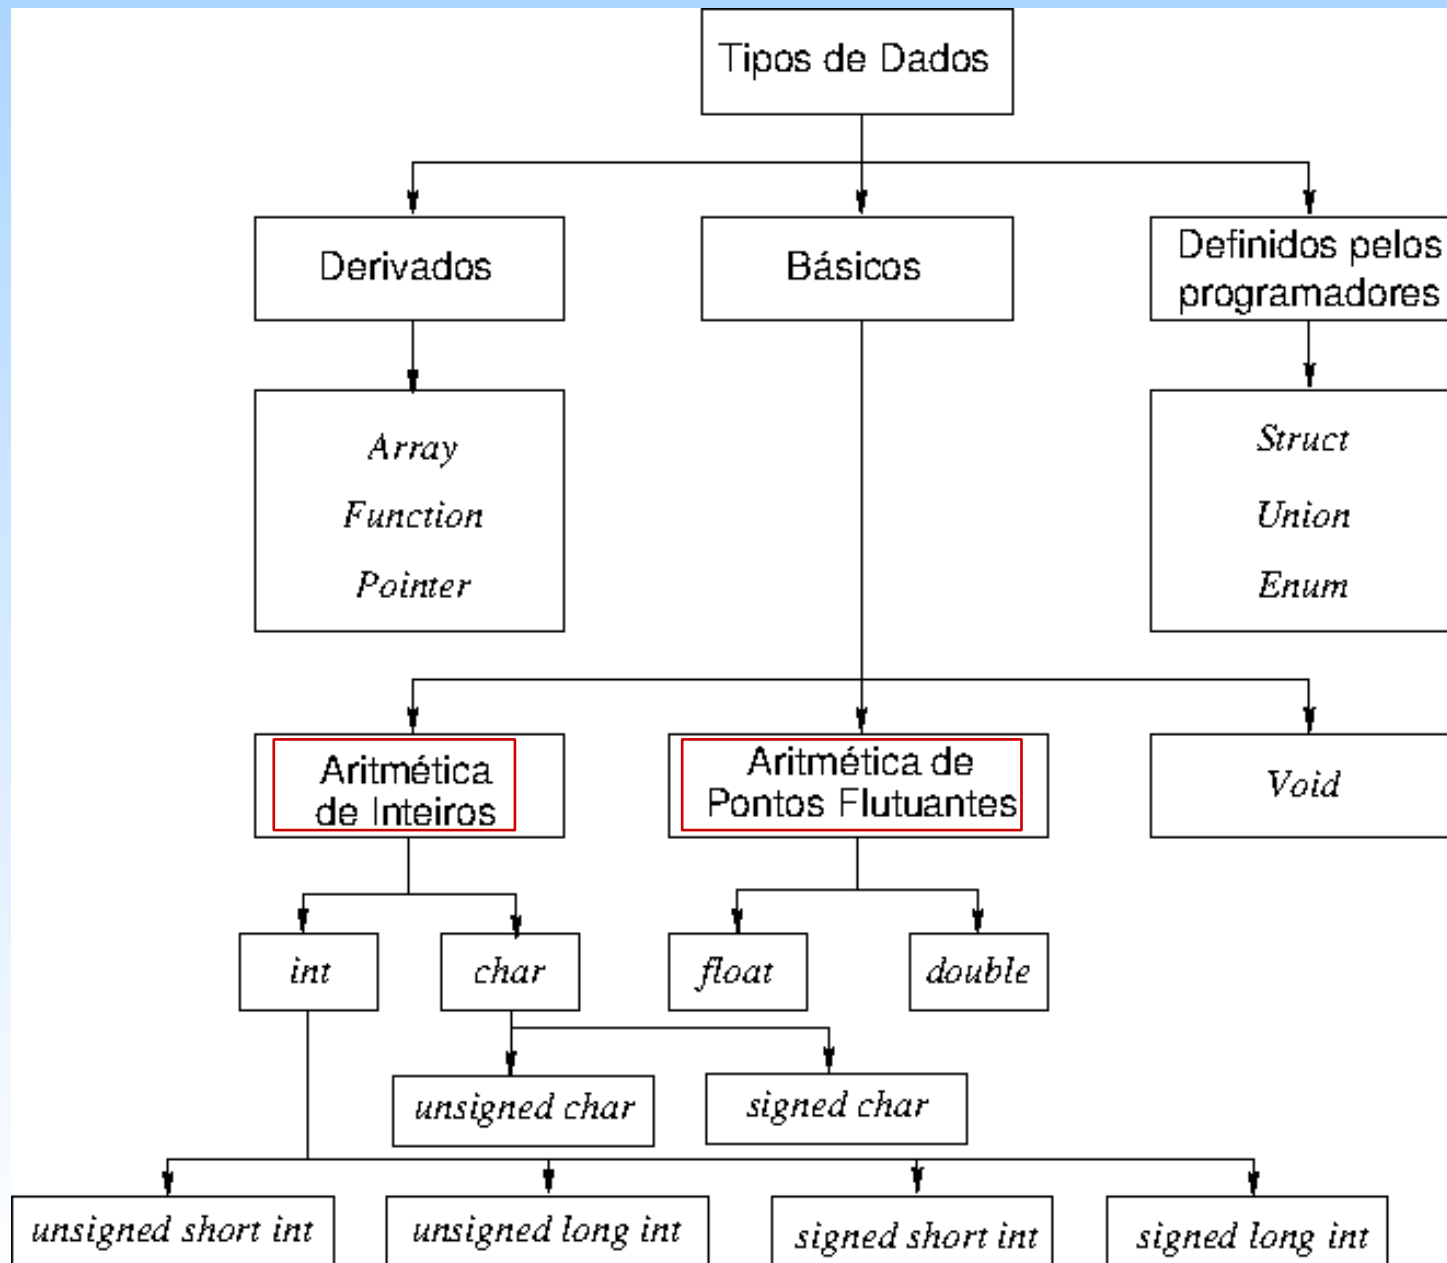 Tipos de Dados
Derivados
Básicos
Definidos pelos
programadores
Array
Function
Pointer
Struct
Union
Enum
Aritmética
de Inteiros
Aritmética de
Pontos Flutuantes
Void
int
char
float
double
unsigned char
signed char
unsigned short int
unsigned long int
signed short int
signed long int